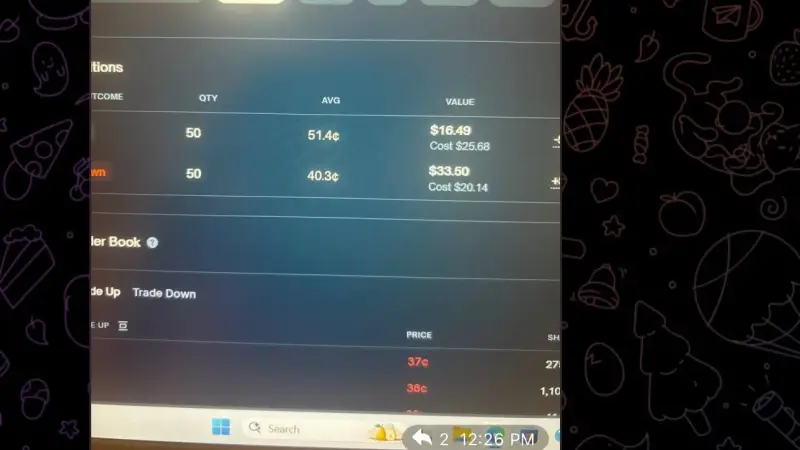 tions
TCOME QTY AVG VALUE
50 51.4¢ $16.49
Cost $25.68
wn 50 40.3¢ $33.50
Cost $20.14
der Book ?
de Up Trade Down
E UP PRICE SH
37¢ 27
36¢ 1,10
Search
2 12:26 PM